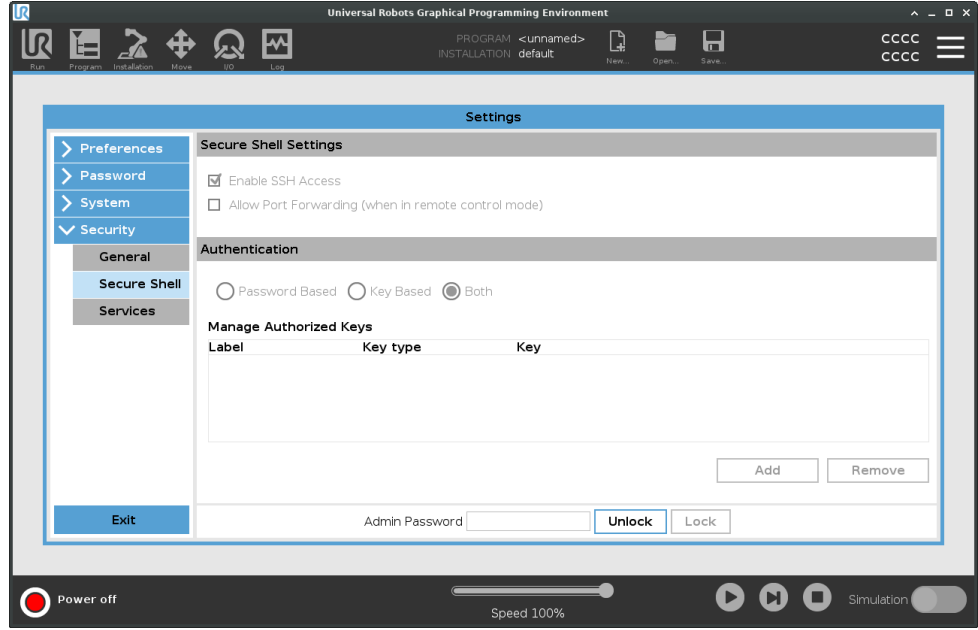 UR
Universal Robots Graphical Programming Environment
UR
Run
Program
Installation
Move
I/O
Log
PROGRAM <unnamed>
INSTALLATION default
New...
Open...
Save...
CCCC
CCCC
Settings
Preferences
Password
System
Security
General
Secure Shell
Services
Exit
Secure Shell Settings
Enable SSH Access
Allow Port Forwarding (when in remote control mode)
Authentication
Password Based Key Based Both
Manage Authorized Keys
Label Key type Key
Add Remove
Admin Password Unlock Lock
Power off
Speed 100%
Simulation